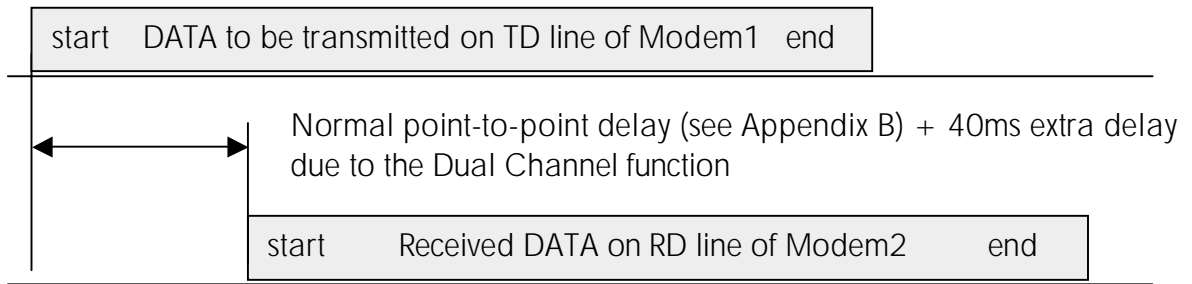 start DATA to be transmitted on TD line of Modem1 end
Normal point-to-point delay (see Appendix B) + 40ms extra delay
due to the Dual Channel function
start Received DATA on RD line of Modem2 end